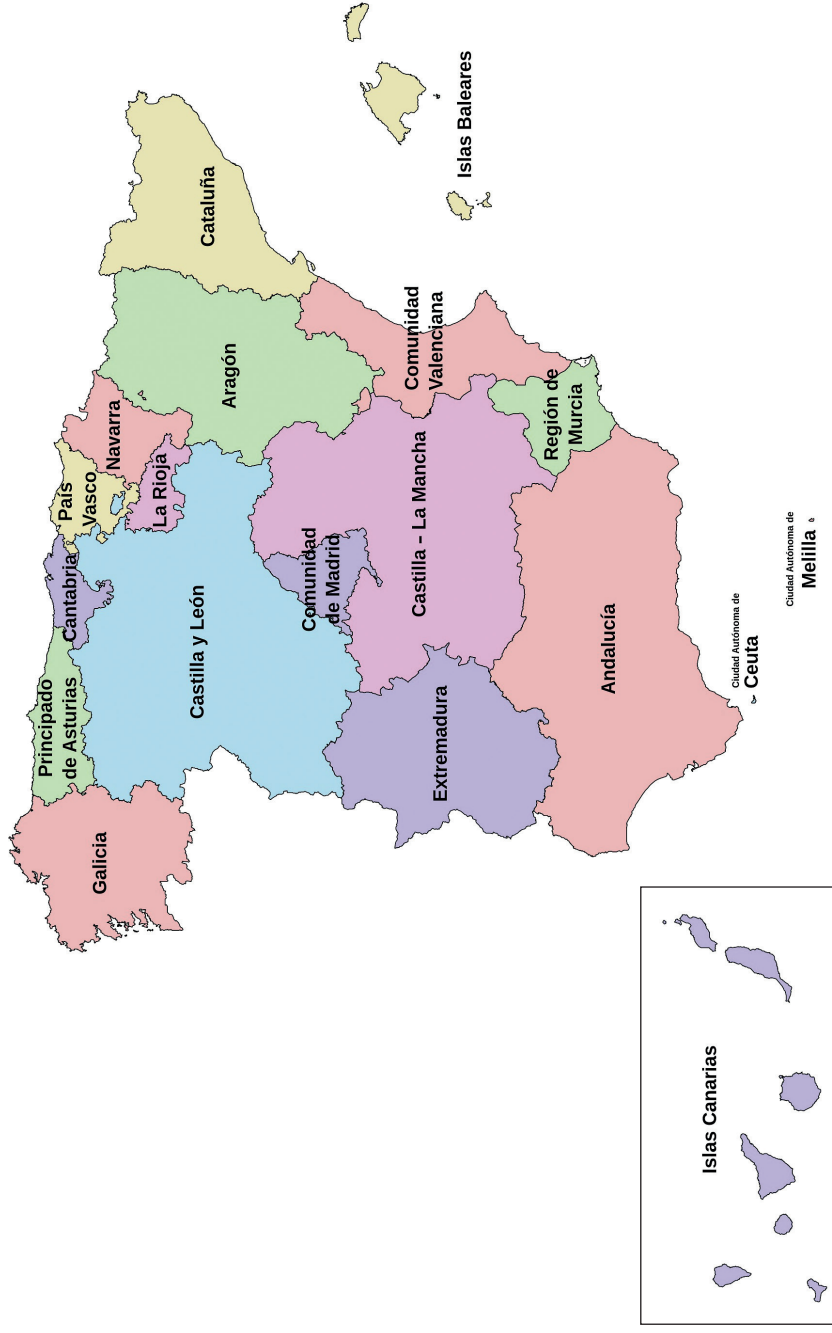 Galicia
Principado
de Asturias
Cantabria
País
Vasco
Navarra
La Rioja
Aragón
Cataluña
Castilla y León
Comunidad
de Madrid
Castilla - La Mancha
Comunidad
Valenciana
Islas Baleares
Extremadura
Región de
Murcia
Andalucía
Ciudad Autónoma de
Ceuta
Ciudad Autónoma de
Melilla
Islas Canarias